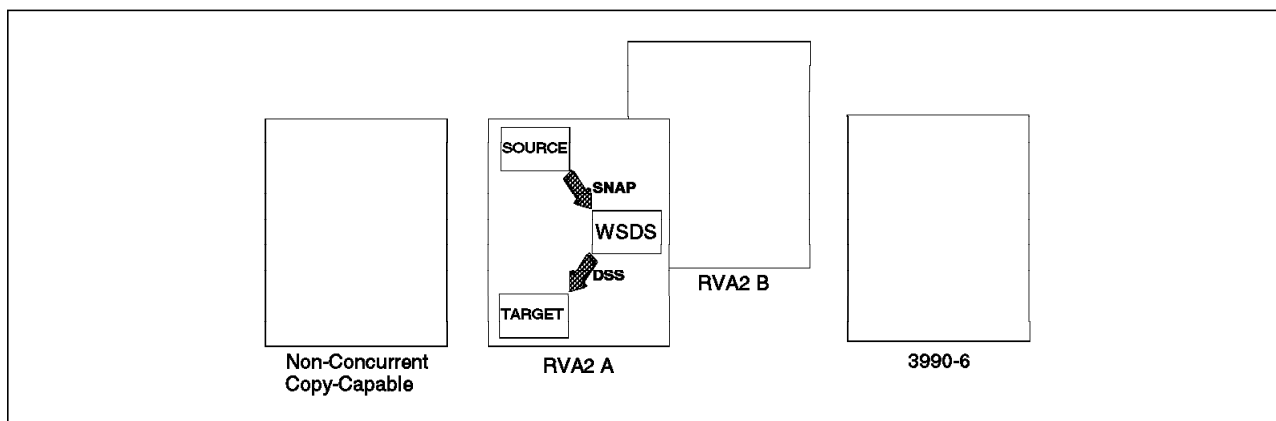 SOURCE
SNAP
WSDS
DSS
TARGET
RVA2 B
Non-Concurrent
Copy-Capable
RVA2 A
3990-6